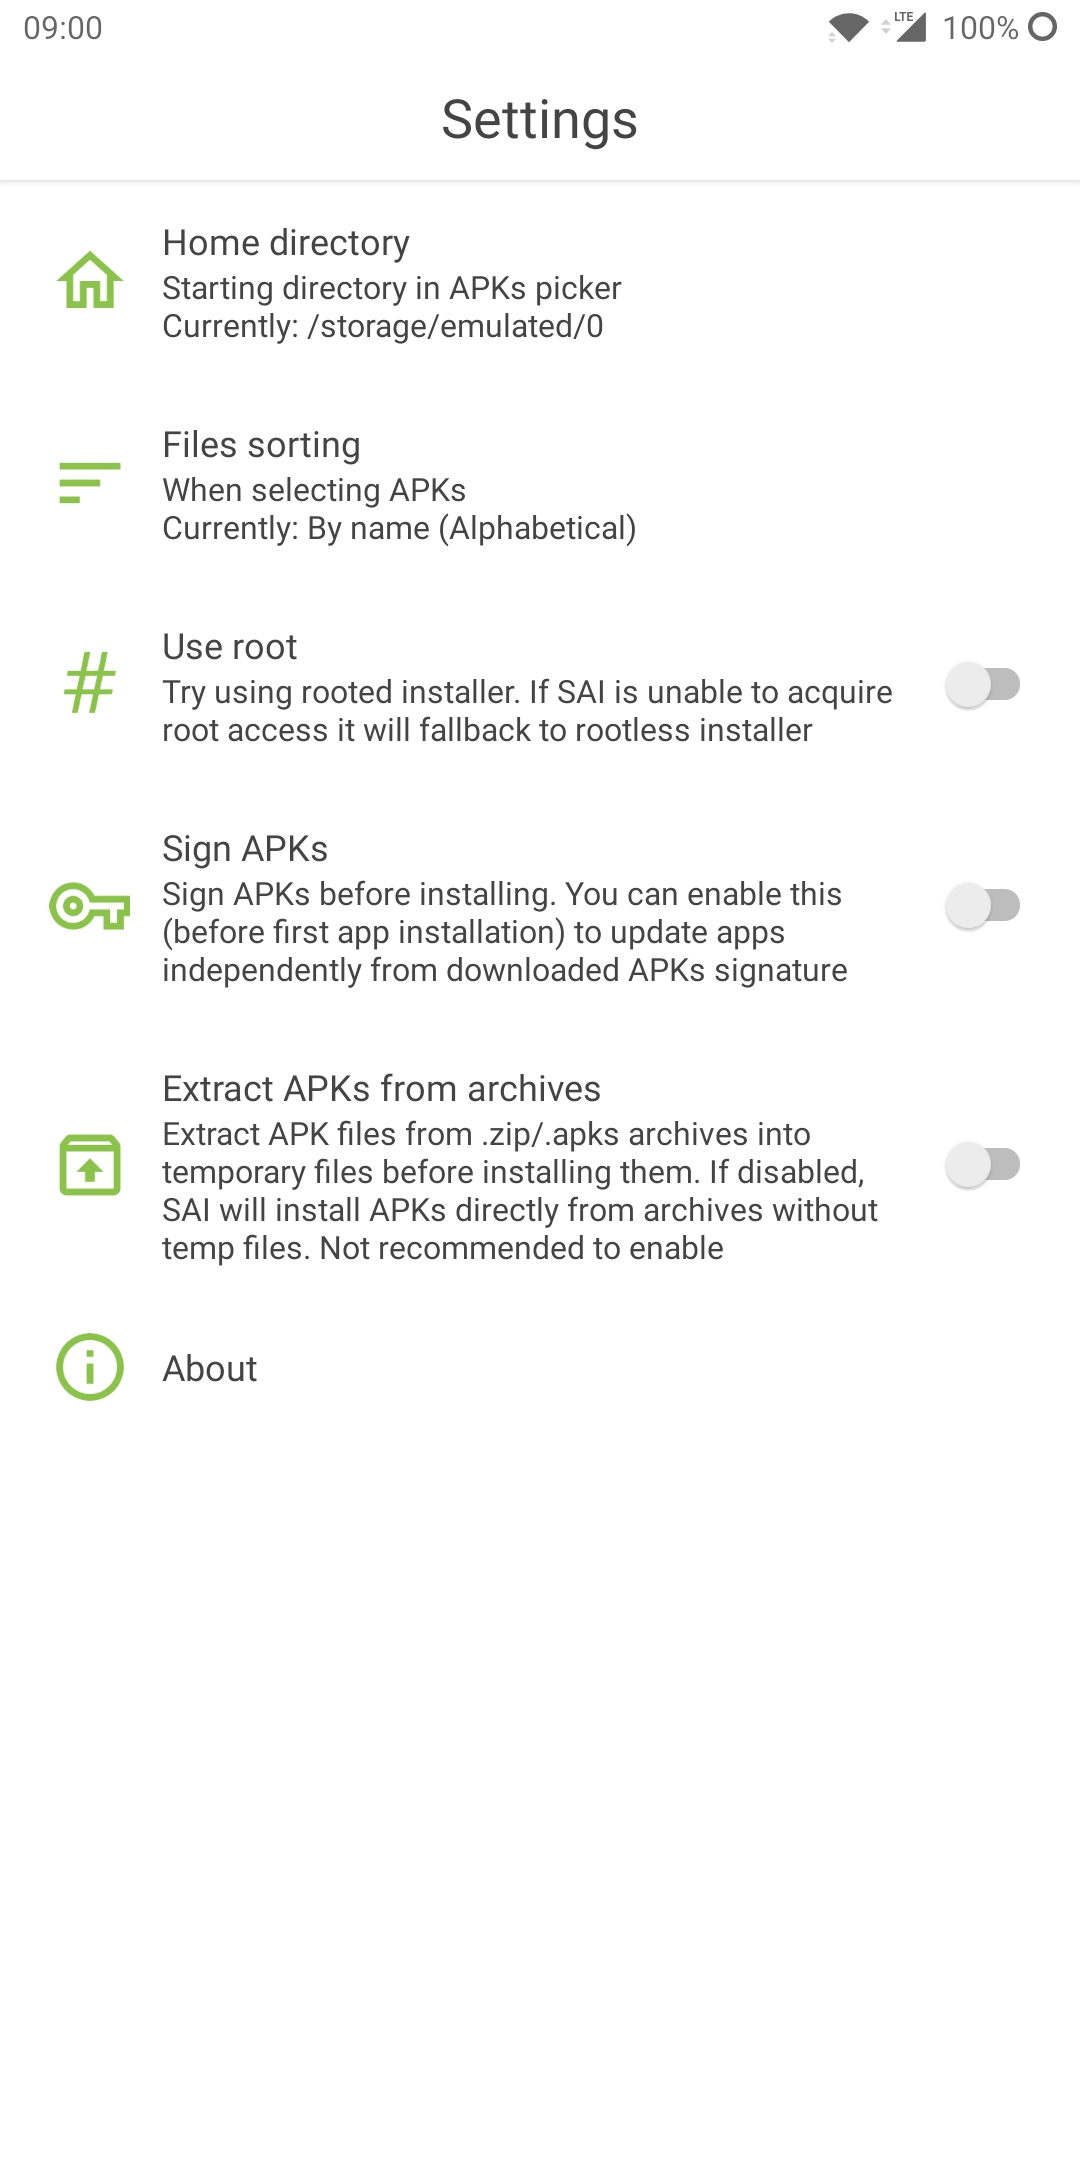 09:00
LTE
100%
Settings
Home directory
Starting directory in APKs picker
Currently: /storage/emulated/0
Files sorting
When selecting APKs
Currently: By name (Alphabetical)
#
Use root
Try using rooted installer. If SAI is unable to acquire
root access it will fallback to rootless installer
Sign APKs
Sign APKs before installing. You can enable this
(before first app installation) to update apps
independently from downloaded APKs signature
Extract APKs from archives
Extract APK files from .zip/.apks archives into
temporary files before installing them. If disabled,
SAI will install APKs directly from archives without
temp files. Not recommended to enable
About